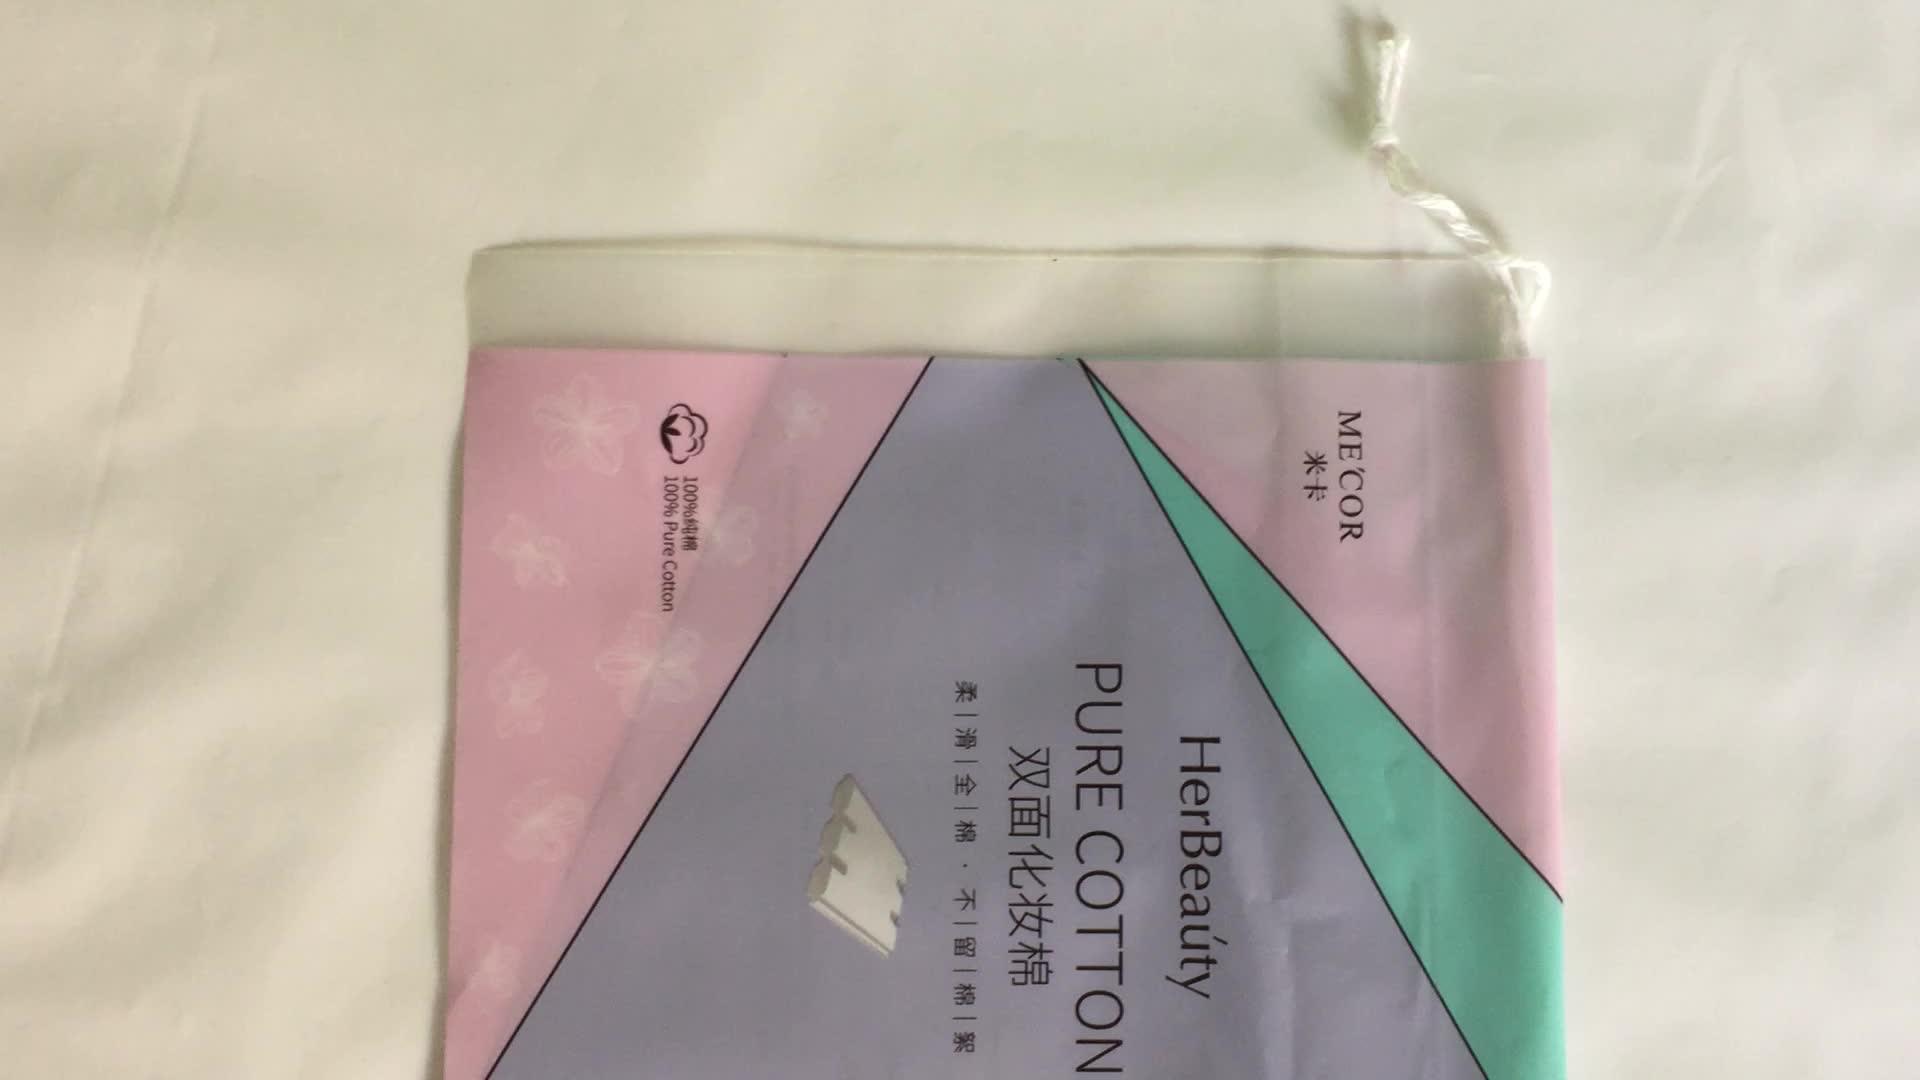 ME'COR
米卡
HerBeaúty
PURE COTTON
双面化妆棉
柔|滑|全|棉·不|留|棉|絮
100%纯棉
100% Pure Cotton